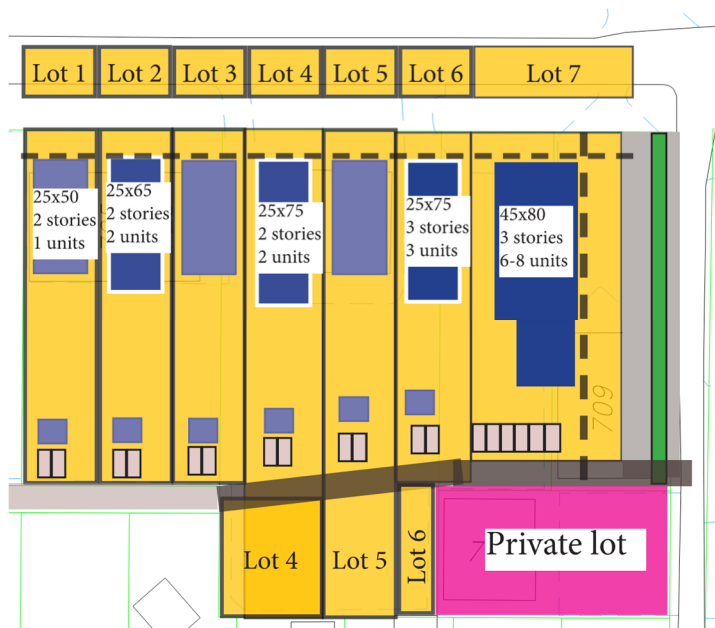 Lot 1
Lot 2
Lot 3
Lot 4
Lot 5
Lot 6
Lot 7
25x50
2 stories
1 units
25x65
2 stories
2 units
25x75
2 stories
2 units
25x75
3 stories
3 units
45x80
3 stories
6-8 units
709
Lot 4
Lot 5
Lot 6
7
Private lot